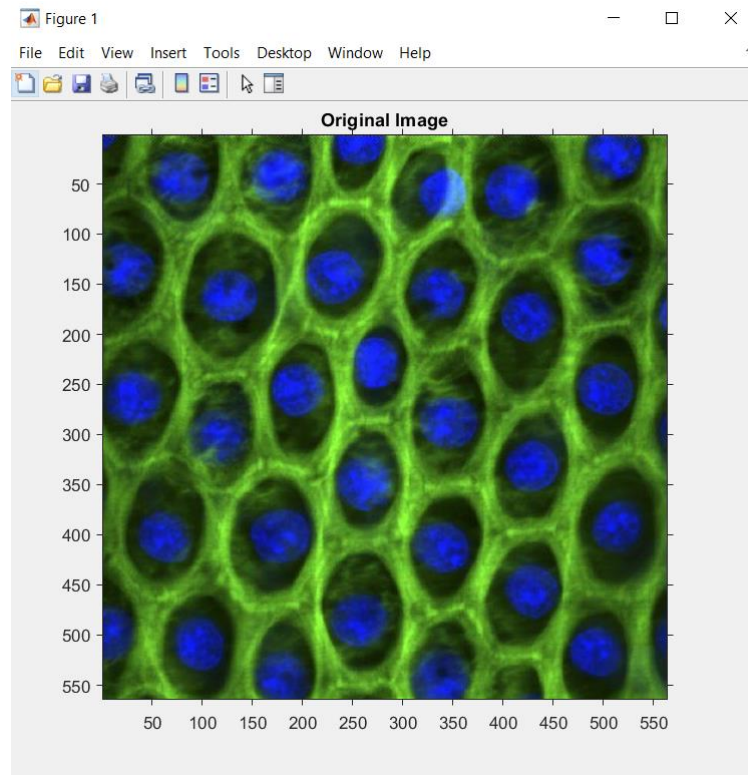 Figure 1
File Edit View Insert Tools Desktop Window Help
Original Image
50
100
150
200
250
300
350
400
450
500
550
50 100 150 200 250 300 350 400 450 500 550